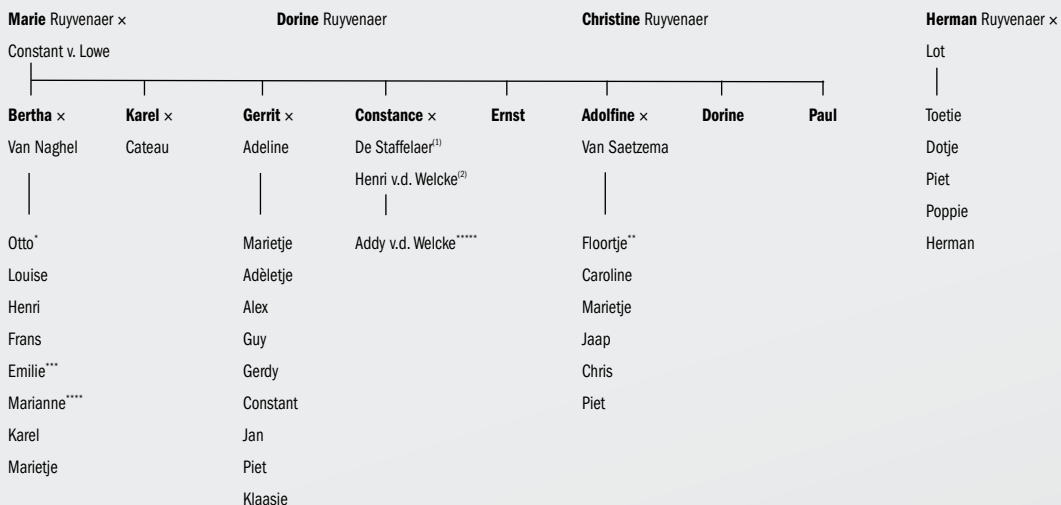 Marie Ruyvenaer × Dorine Ruyvenaer Christine Ruyvenaer Herman Ruyvenaer ×
Constant v. Lowe Lot
Bertha × Karel × Gerrit × Constance × Ernst Adolfine × Dorine Paul Toetie
Van Naghel Cateau Adeline De Staffelaer(1) Van Saetzema Dotje
Henri v.d. Welcke(2) Piet
Poppie
Otto* Marietje Addy v.d. Welcke***** Floortje** Herman
Louise Adèletje Caroline
Henri Alex Marietje
Frans Guy Jaap
Emilie*** Gerdy Chris
Marianne**** Constant Piet
Karel Jan
Marietje Piet
Klaasje